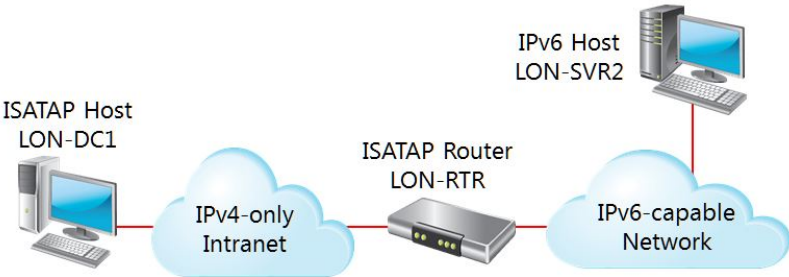 IPv6 Host
LON-SVR2
ISATAP Host
LON-DC1
ISATAP Router
LON-RTR
IPv4-only
Intranet
IPv6-capable
Network